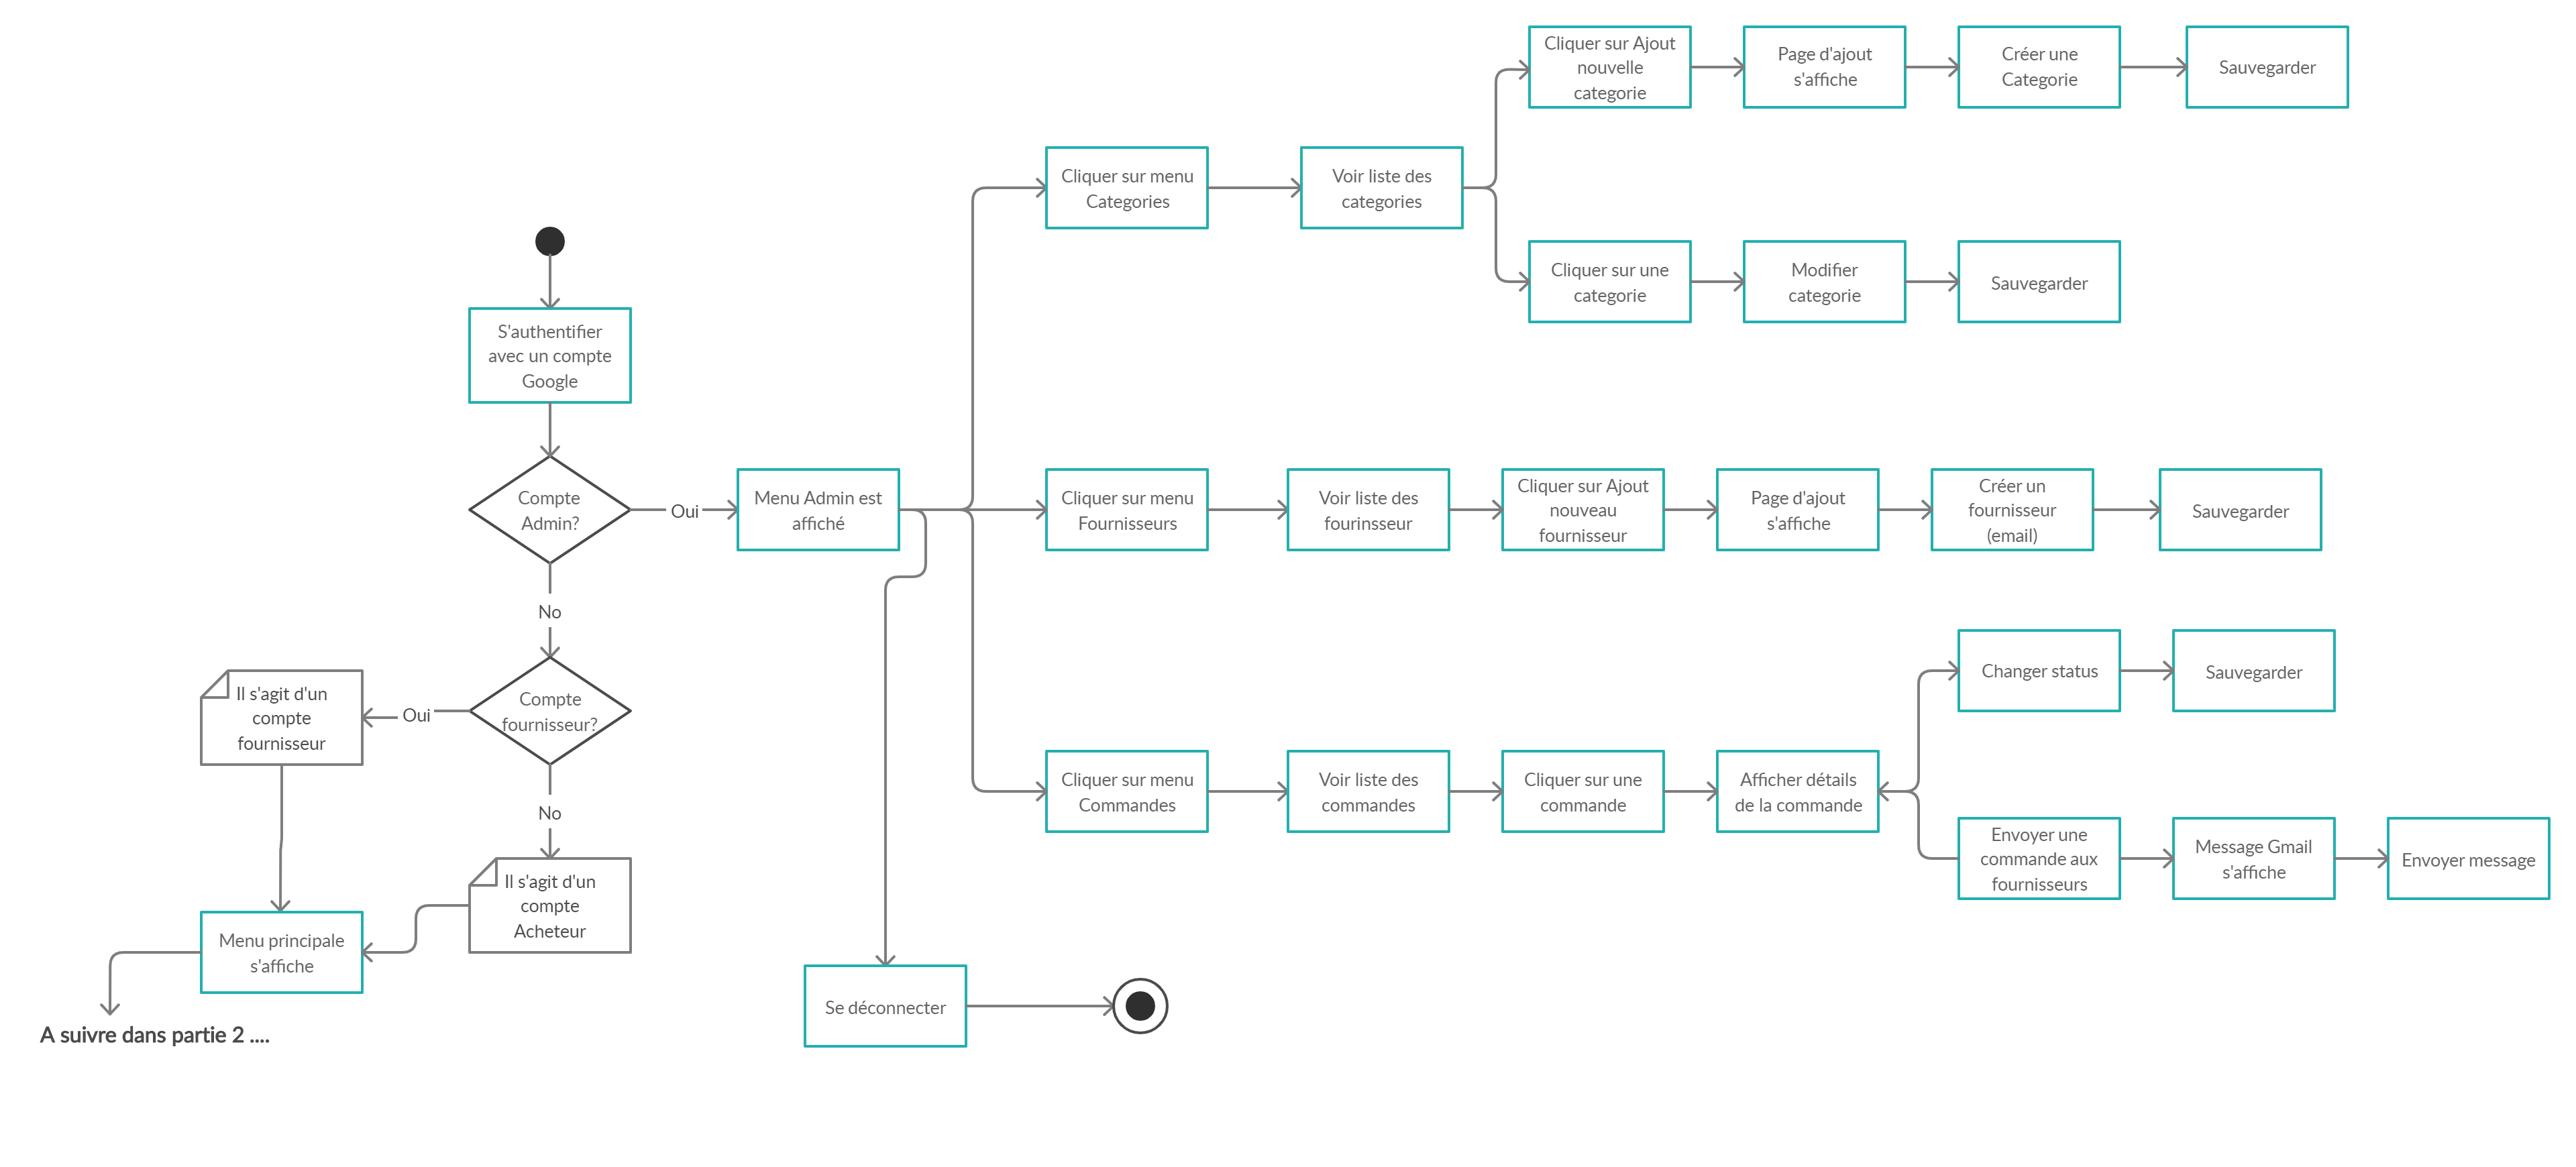 Cliquer sur Ajout
nouvelle
categorie
Page d'ajout
s'affiche
Créer une
Categorie
Sauvegarder
Cliquer sur menu
Categories
Voir liste des
categories
Cliquer sur une
categorie
Modifier
categorie
Sauvegarder
S'authentifier
avec un compte
Google
Compte
Admin?
Oui
Menu Admin est
affiché
Cliquer sur menu
Fournisseurs
Voir liste des
fourinsseur
Cliquer sur Ajout
nouveau
fournisseur
Page d'ajout
s'affiche
Créer un
fournisseur
(email)
Sauvegarder
No
Compte
fournisseur?
Oui
Il s'agit d'un
compte
fournisseur
Changer status
Sauvegarder
Cliquer sur menu
Commandes
Voir liste des
commandes
Cliquer sur une
commande
Afficher détails
de la commande
Envoyer une
commande aux
fournisseurs
Message Gmail
s'affiche
Envoyer message
No
Il s'agit d'un
compte
Acheteur
Menu principale
s'affiche
Se déconnecter
A suivre dans partie 2 ....